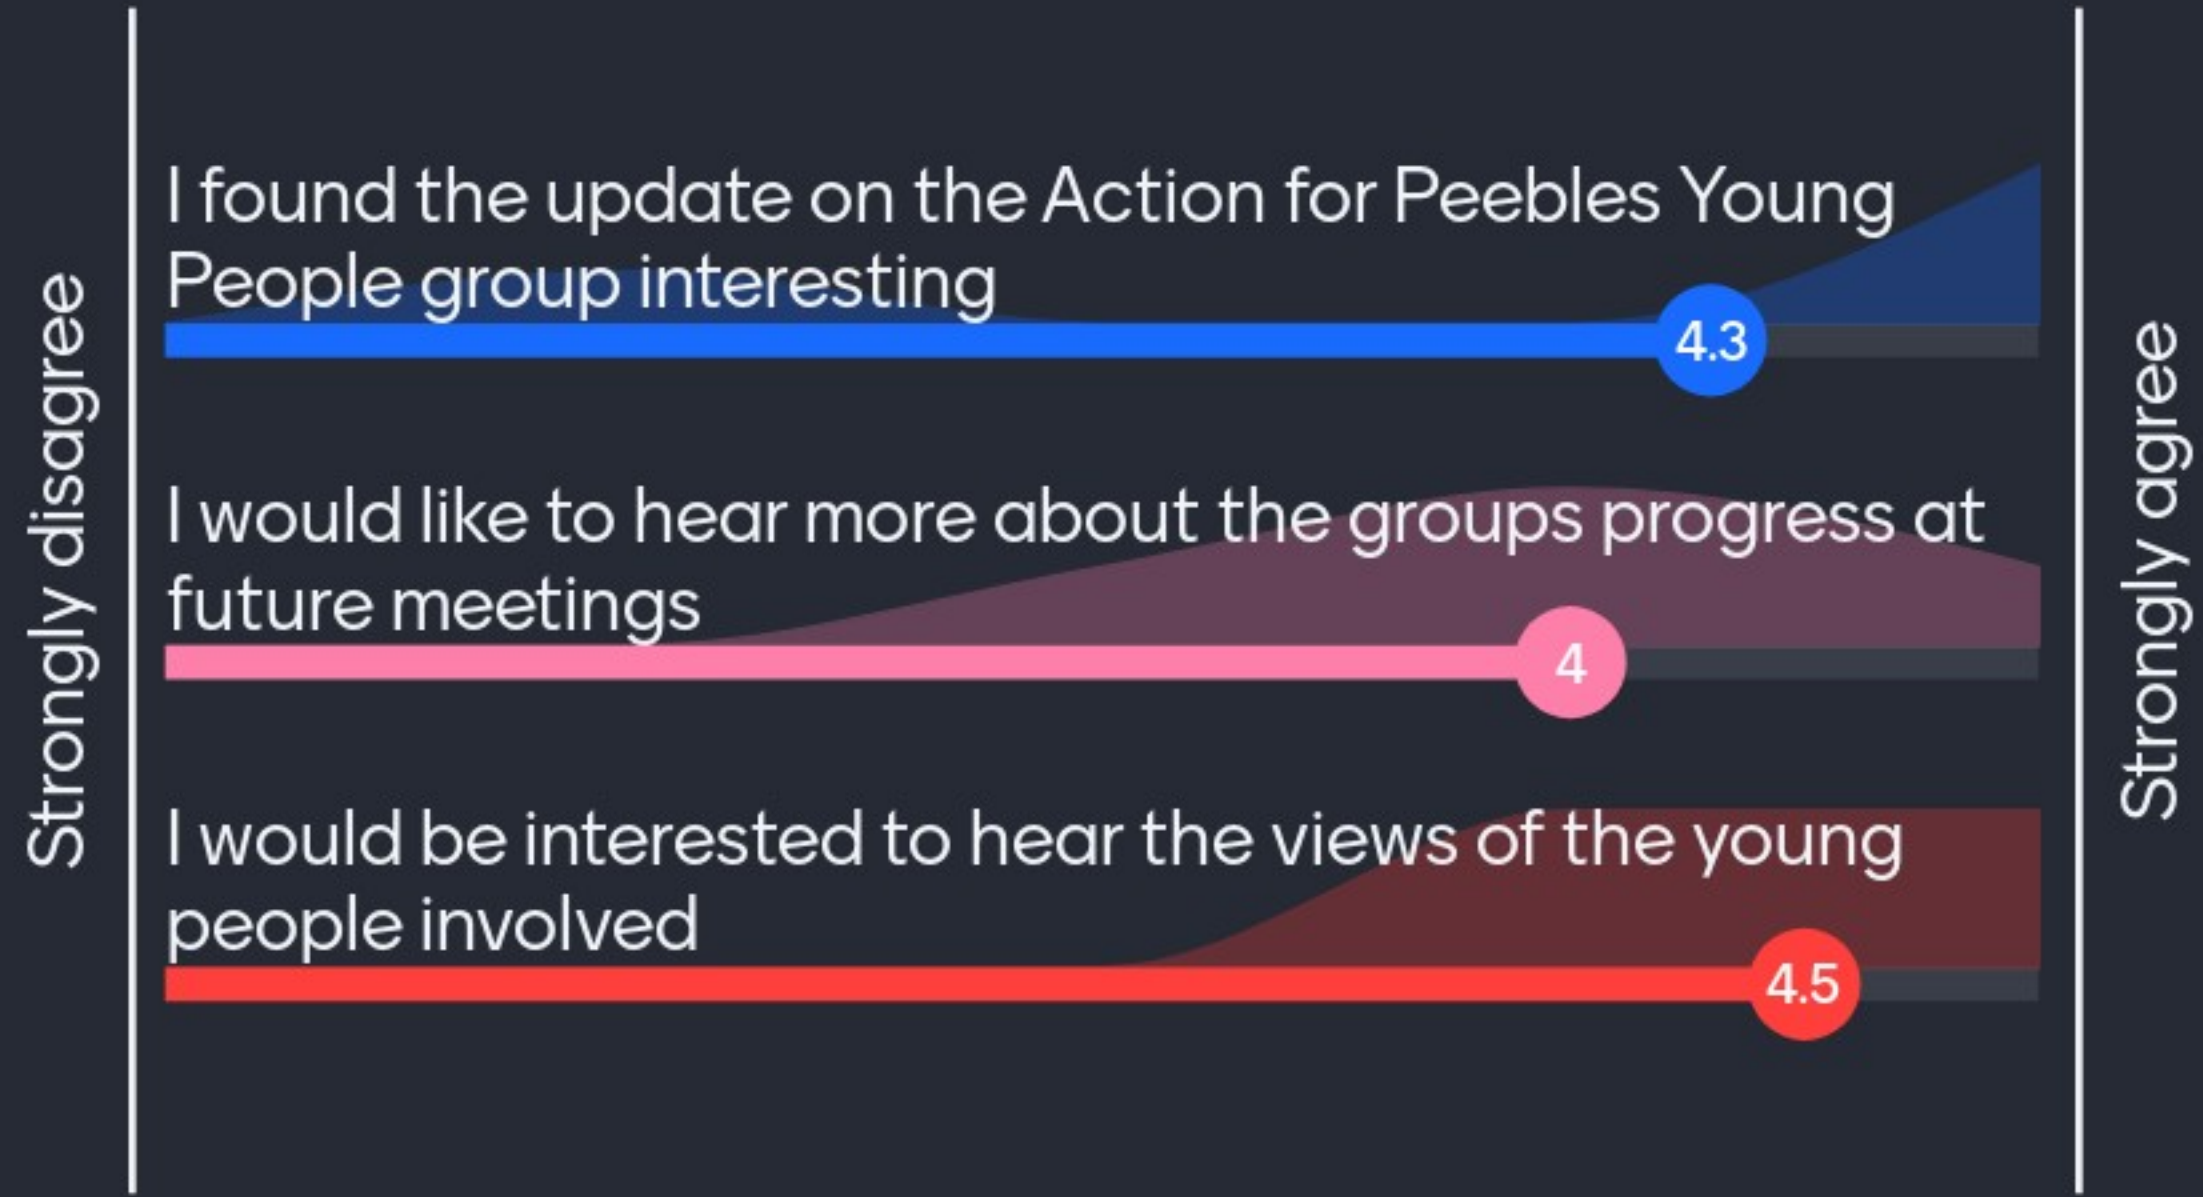 Strongly disagree
I found the update on the Action for Peebles Young
People group interesting
4.3
I would like to hear more about the groups progress at
future meetings
4
I would be interested to hear the views of the young
people involved
4.5
Strongly agree